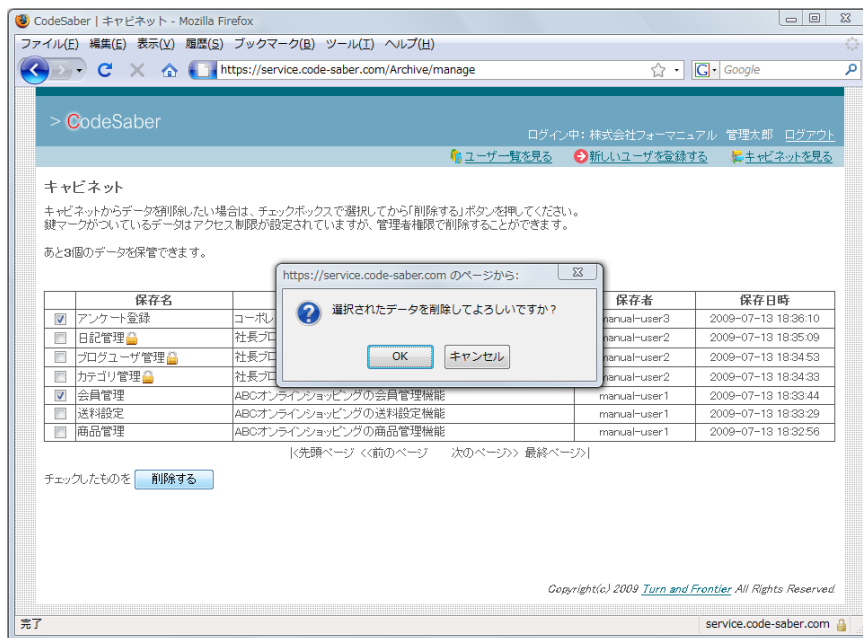 CodeSaber | キャビネット - Mozilla Firefox
ファイル(F) 編集(E) 表示(V) 履歴(S) ブックマーク(B) ツール(T) ヘルプ(H)
https://service.code-saber.com/Archive/manage
Google
> CodeSaber
ログイン中: 株式会社フォーマニュアル 管理太郎 ログアウト
ユーザー一覧を見る 新しいユーザを登録する キャビネットを見る
キャビネット
キャビネットからデータを削除したい場合は、チェックボックスで選択してから「削除する」ボタンを押してください。
鍵マークがついているデータはアクセス制限が設定されていますが、管理者権限で削除することができます。
あと3個のデータを保管できます。
https://service.code-saber.com のページから:
選択されたデータを削除してよろしいですか？
OK キャンセル
保存名 保存者 保存日時
アンケート登録 コーポレ manual-user3 2009-07-13 18:36:10
日記管理 社長ブロ manual-user2 2009-07-13 18:35:09
ブログユーザ管理 社長ブロ manual-user2 2009-07-13 18:34:53
カテゴリ管理 社長ブロ manual-user2 2009-07-13 18:34:33
会員管理 ABCオンラインショッピングの会員管理機能 manual-user1 2009-07-13 18:33:44
送料設定 ABCオンラインショッピングの送料設定機能 manual-user1 2009-07-13 18:33:29
商品管理 ABCオンラインショッピングの商品管理機能 manual-user1 2009-07-13 18:32:56
|<先頭ページ <<前のページ 次のページ>> 最終ページ>|
チェックしたものを 削除する
Copyright(c) 2009 Turn and Frontier All Rights Reserved.
完了 service.code-saber.com